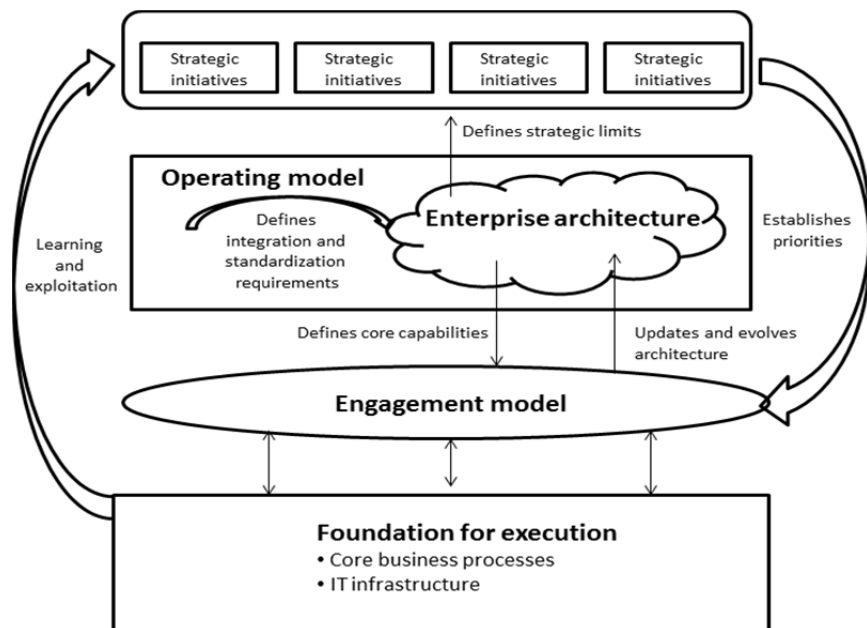 Strategic
initiatives
Strategic
initiatives
Strategic
initiatives
Strategic
initiatives
Defines strategic limits
Operating model
Enterprise architecture
Defines
integration and
standardization
requirements
Learning
and
exploitation
Establishes
priorities
Defines core capabilities
Updates and evolves
architecture
Engagement model
Foundation for execution
• Core business processes
• IT infrastructure